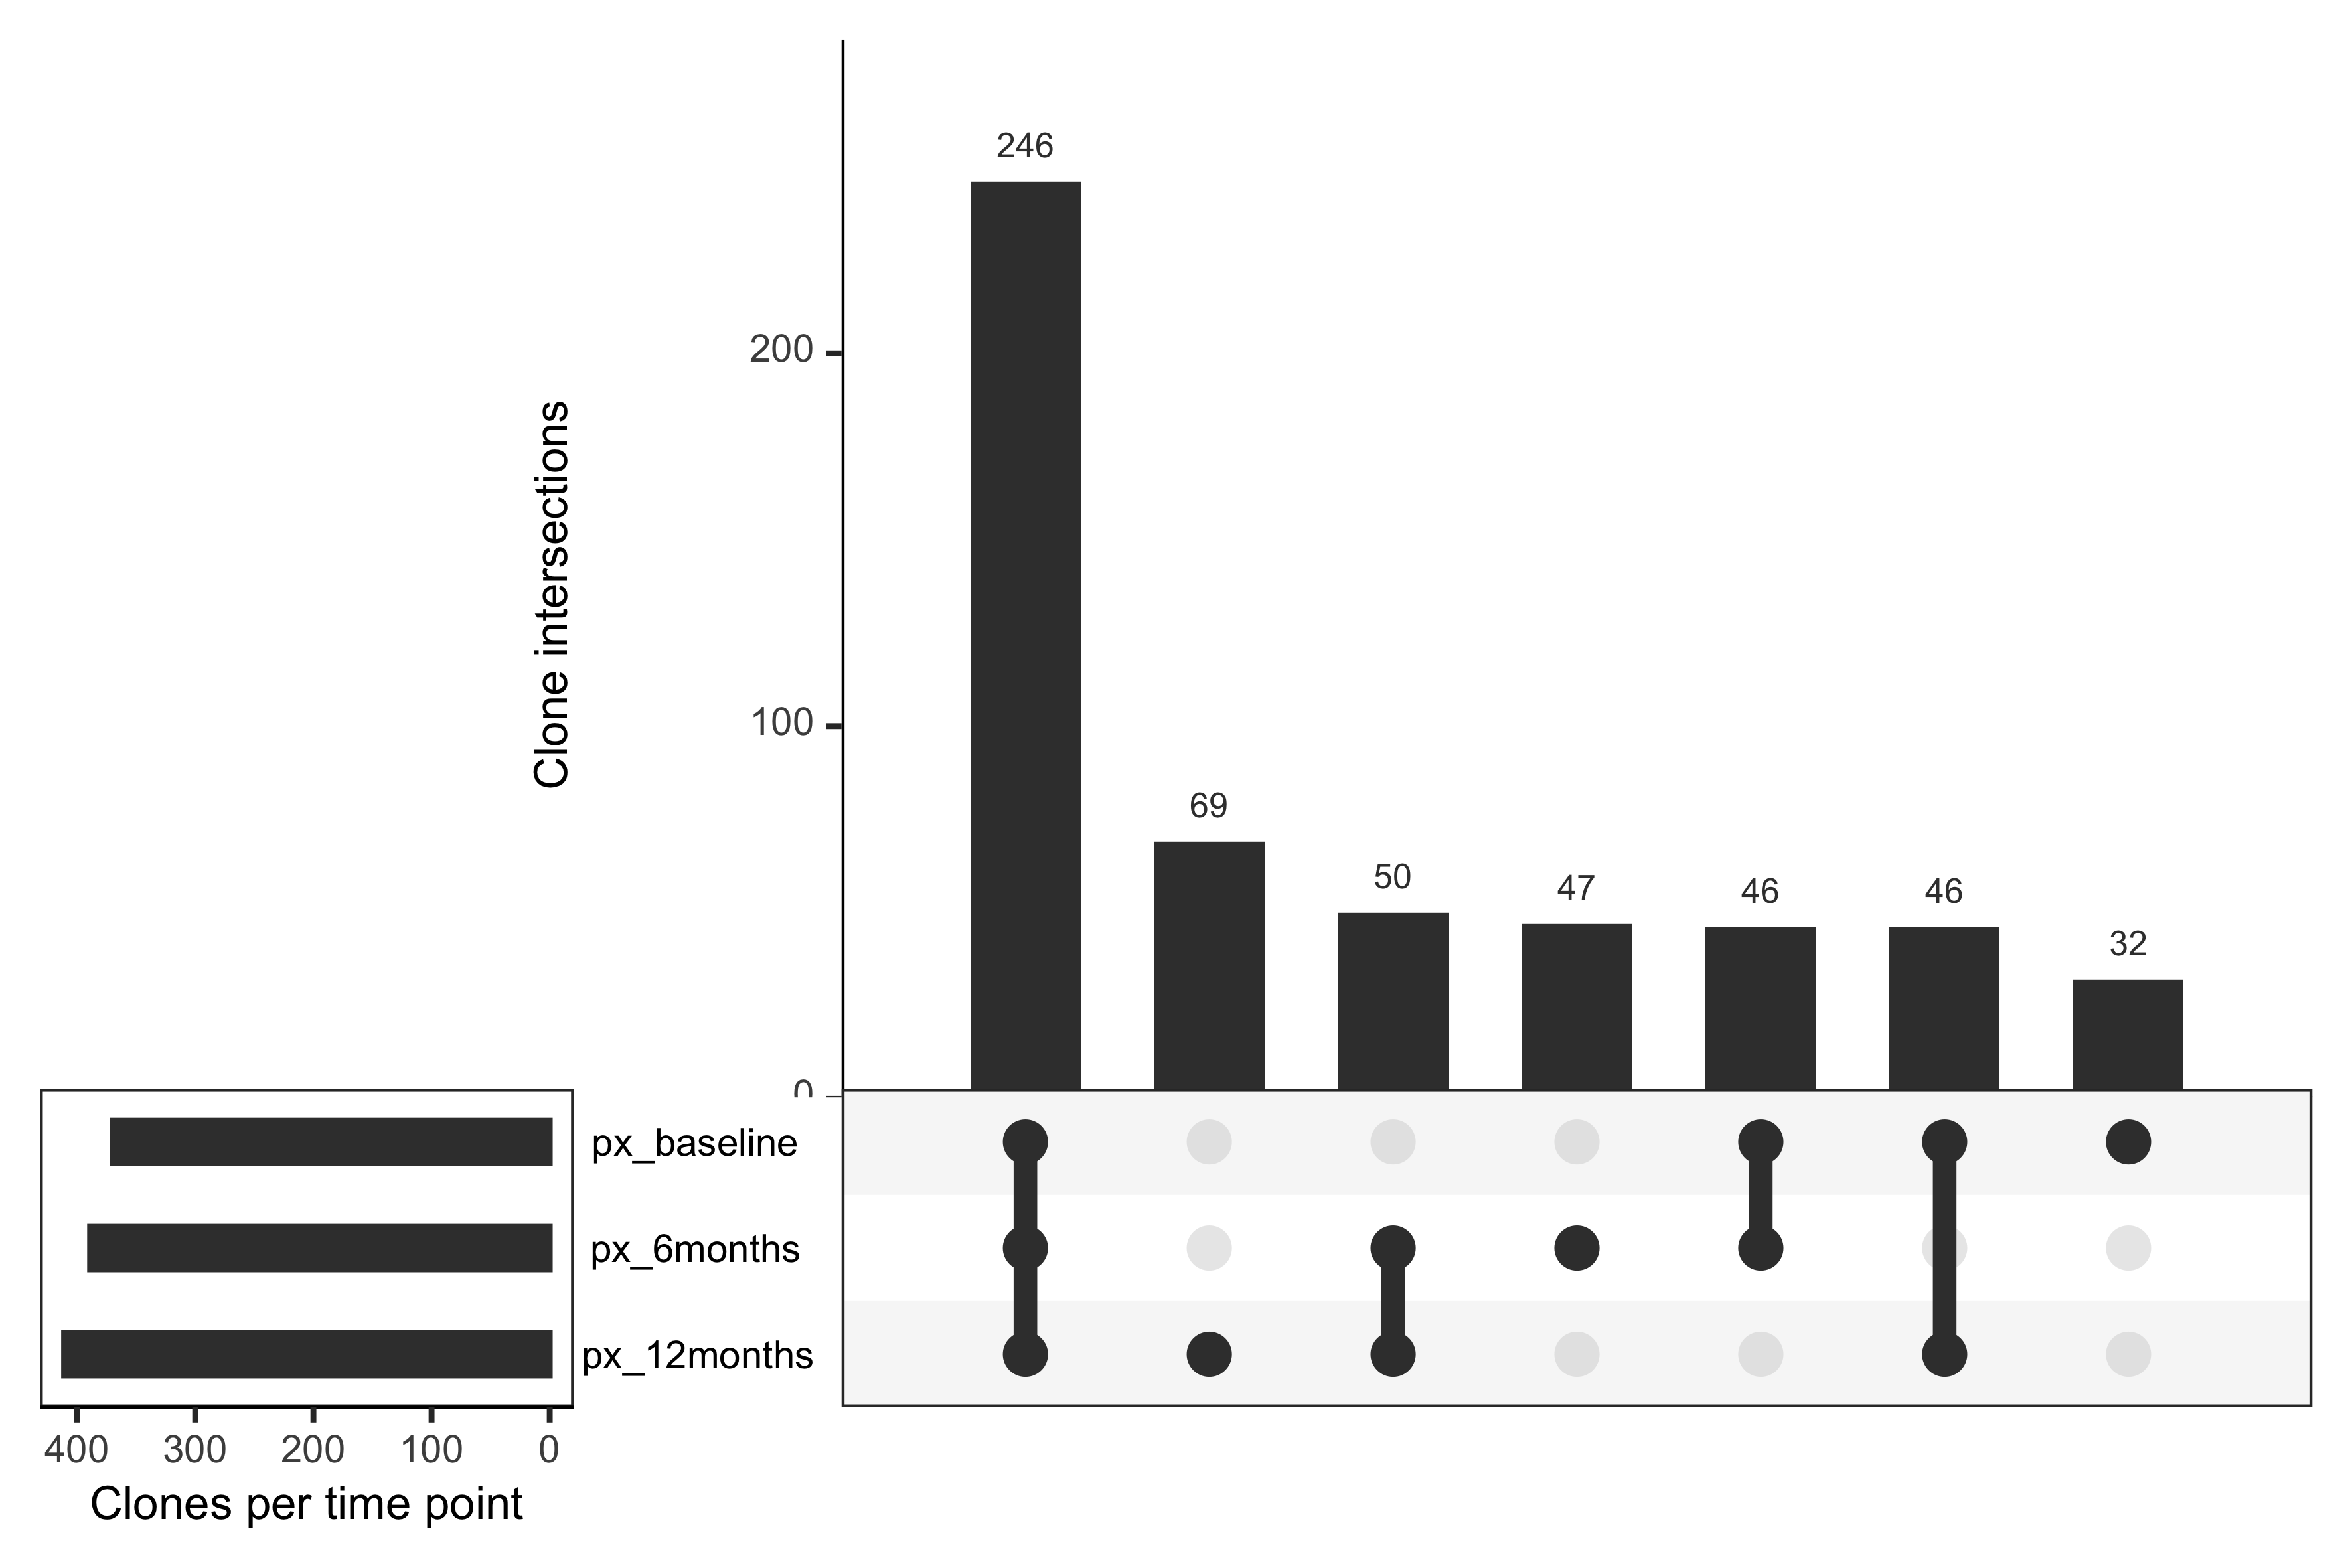 246
200
Clone intersections
100
69
50
47
46
46
32
0
px_baseline
px_6months
px_12months
400 300 200 100 0
Clones per time point